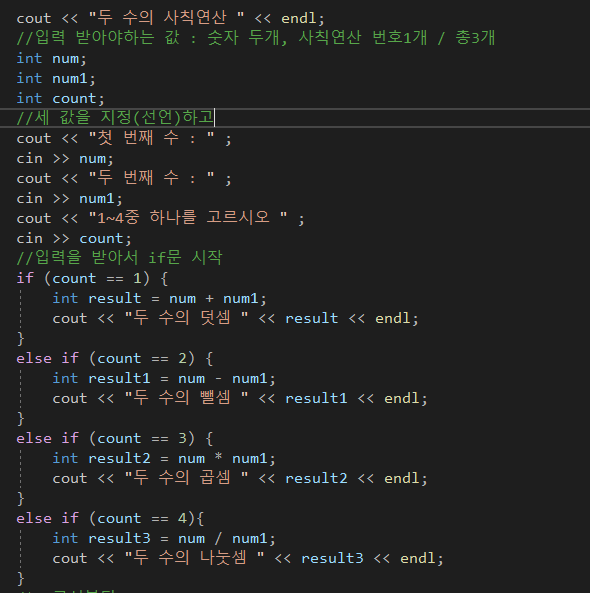 cout << "두 수의 사칙연산 " << endl;
//입력 받아야하는 값 : 숫자 두개, 사칙연산 번호1개 / 총3개
int num;
int num1;
int count;
//세 값을 지정(선언)하고
cout << "첫 번째 수 : " ;
cin >> num;
cout << "두 번째 수 : " ;
cin >> num1;
cout << "1~4중 하나를 고르시오 " ;
cin >> count;
//입력을 받아서 if문 시작
if (count == 1) {
int result = num + num1;
cout << "두 수의 덧셈 " << result << endl;
}
else if (count == 2) {
int result1 = num - num1;
cout << "두 수의 뺄셈 " << result1 << endl;
}
else if (count == 3) {
int result2 = num * num1;
cout << "두 수의 곱셈 " << result2 << endl;
}
else if (count == 4){
int result3 = num / num1;
cout << "두 수의 나눗셈 " << result3 << endl;
}